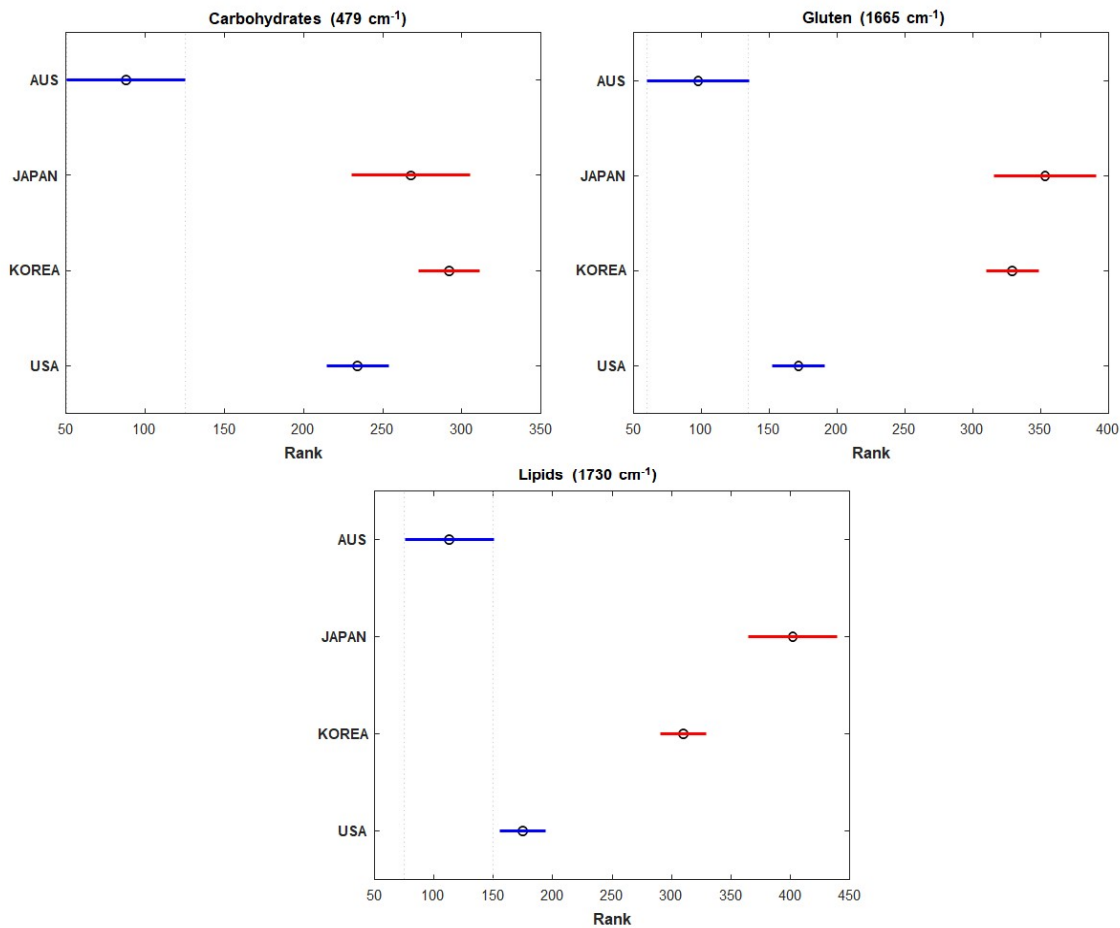 Carbohydrates (479 cm⁻¹)
AUS
JAPAN
KOREA
USA
50 100 150 200 250 300 350
Rank
Gluten (1665 cm⁻¹)
AUS
JAPAN
KOREA
USA
50 100 150 200 250 300 350 400
Rank
Lipids (1730 cm⁻¹)
AUS
JAPAN
KOREA
USA
50 100 150 200 250 300 350 400 450
Rank